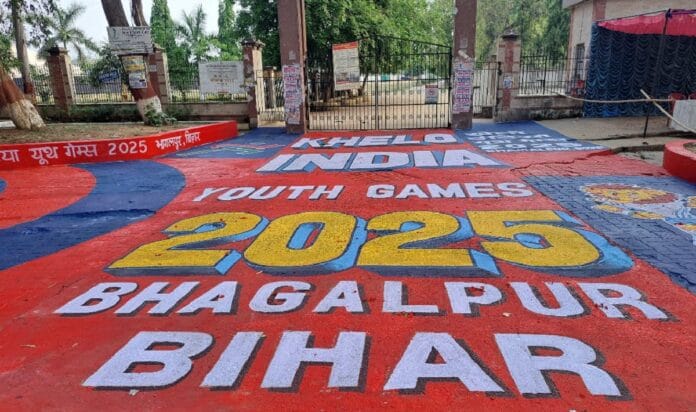 KHELO
INDIA
YOUTH GAMES
2025
BHAGALPUR
BIHAR
या यूथ गेम्स 2025 भागलपुर, बिहार